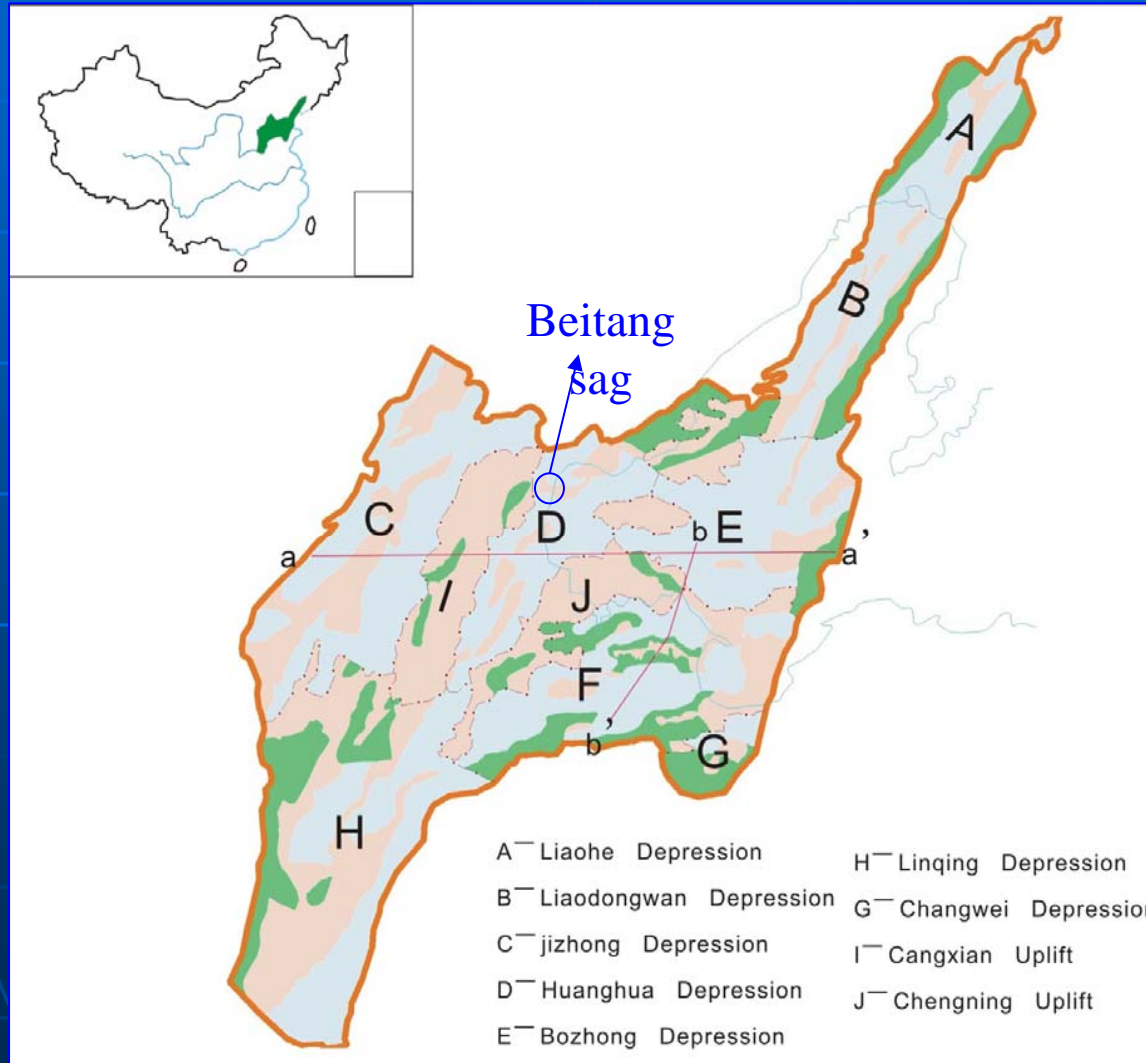 A
B
Beitang
sag
C
D
b
E
a
a’
I
J
F
b’
G
H
A — Liaohe Depression
B — Liaodongwan Depression
C — jizhong Depression
D — Huanghua Depression
E — Bozhong Depression
H — Linqing Depression
G — Changwei Depression
I — Cangxian Uplift
J — Chengning Uplift